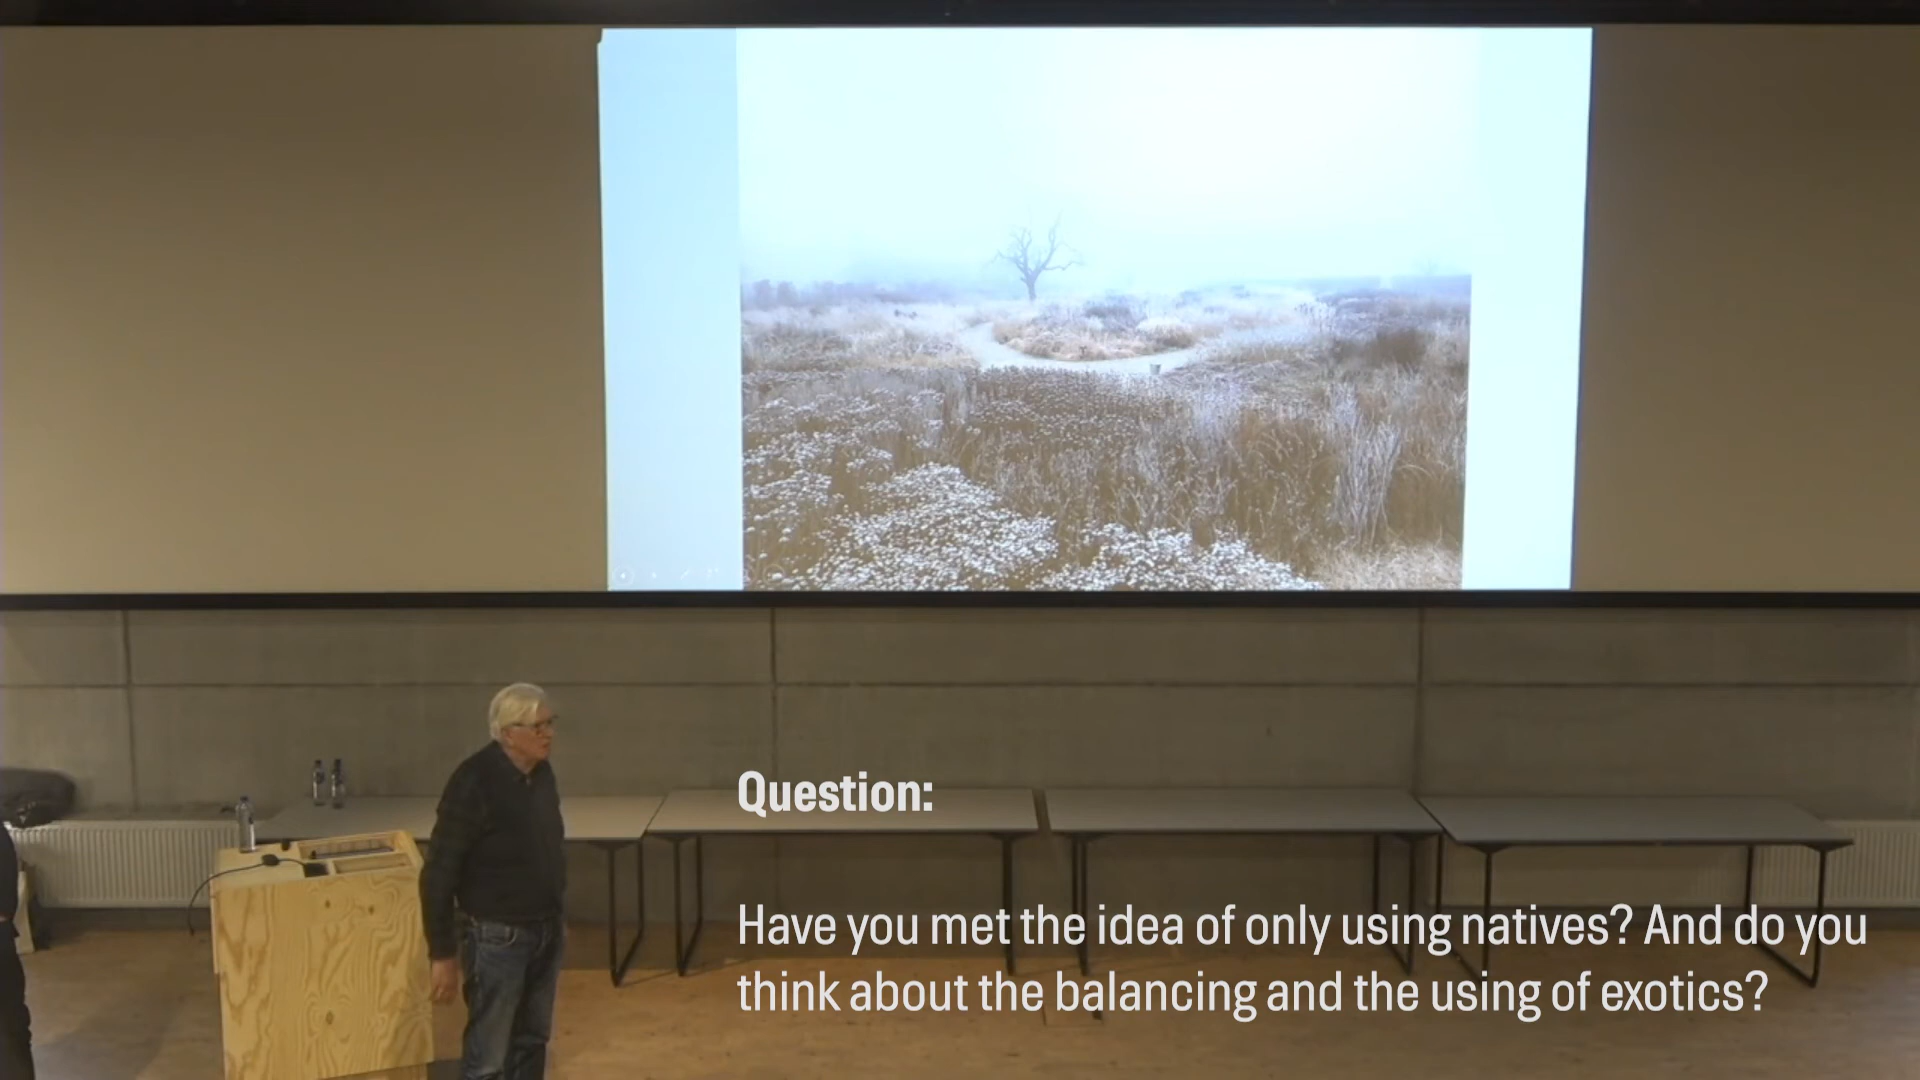 Question:
Have you met the idea of only using natives? And do you
think about the balancing and the using of exotics?